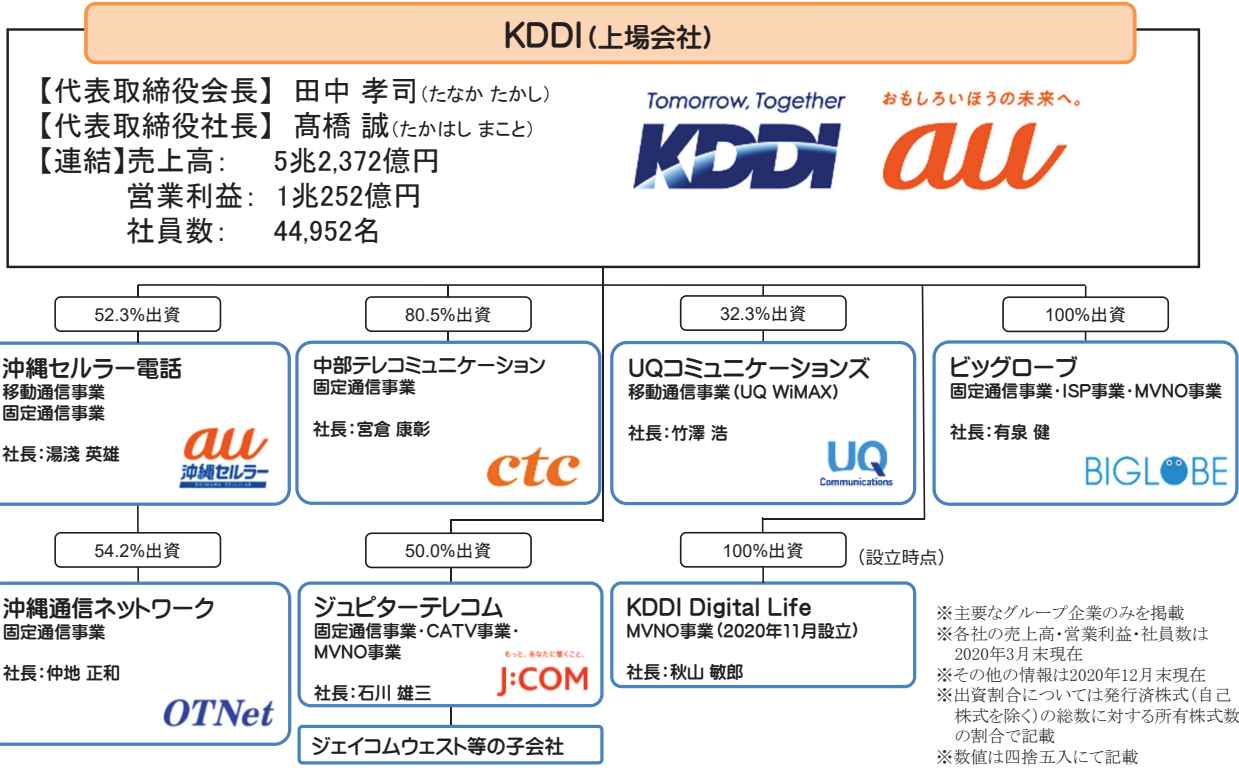 KDDI(上場会社)
【代表取締役会長】 田中 孝司(たなか たかし)
【代表取締役社長】 髙橋 誠(たかはし まこと)
【連結】売上高: 5兆2,372億円
営業利益: 1兆252億円
社員数: 44,952名
Tomorrow, Together
KDDI
おもしろいほうの未来へ。
au
52.3%出資
80.5%出資
32.3%出資
100%出資
沖縄セルラー電話
移動通信事業
固定通信事業
社長:湯淺 英雄
au
沖縄セルラー
OKINAWA CELLULAR
中部テレコミュニケーション
固定通信事業
社長:宮倉 康彰
ctc
UQコミュニケーションズ
移動通信事業(UQ WiMAX)
社長:竹澤 浩
UQ
Communications
ビッグローブ
固定通信事業・ISP事業・MVNO事業
社長:有泉 健
BIGLOBE
54.2%出資
50.0%出資
100%出資
(設立時点)
沖縄通信ネットワーク
固定通信事業
社長:仲地 正和
OTNet
ジュピターテレコム
固定通信事業・CATV事業・
MVNO事業
社長:石川 雄三
もっと、あなたに響くこと。
J:COM
ジェイコムウェスト等の子会社
KDDI Digital Life
MVNO事業(2020年11月設立)
社長:秋山 敏郎
※主要なグループ企業のみを掲載
※各社の売上高・営業利益・社員数は
2020年3月末現在
※その他の情報は2020年12月末現在
※出資割合については発行済株式(自己
株式を除く)の総数に対する所有株式数
の割合で記載
※数値は四捨五入にて記載